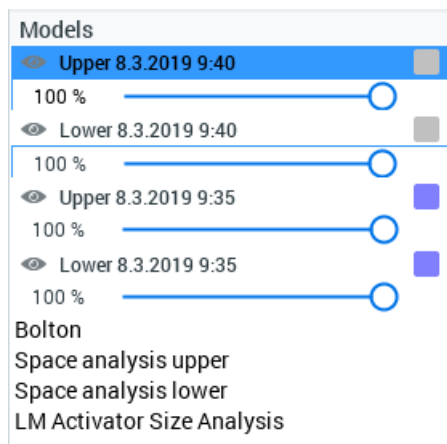 Models
Upper 8.3.2019 9:40
100 %
Lower 8.3.2019 9:40
100 %
Upper 8.3.2019 9:35
100 %
Lower 8.3.2019 9:35
100 %
Bolton
Space analysis upper
Space analysis lower
LM Activator Size Analysis